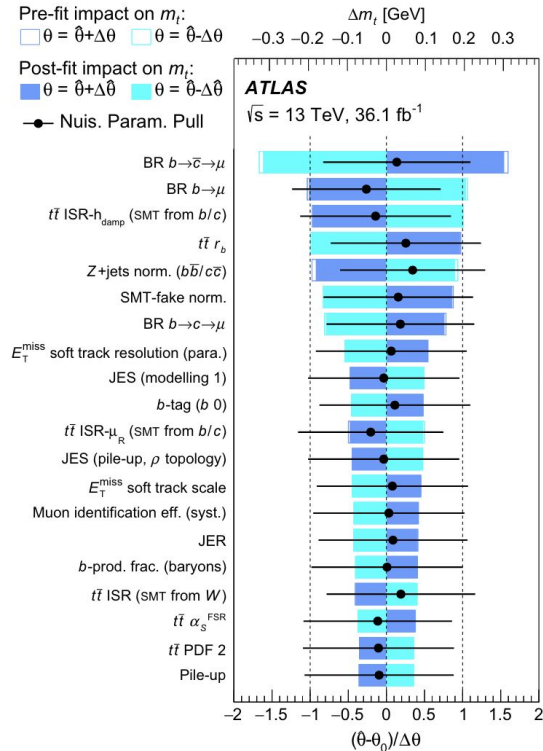 Pre-fit impact on mₜ:
θ = θ̂+Δθ θ = θ̂-Δθ
Post-fit impact on mₜ:
θ = θ̂+Δθ̂ θ = θ̂-Δθ̂
Nuis. Param. Pull
Δmₜ [GeV]
−0.3 −0.2 −0.1 0 0.1 0.2 0.3
ATLAS
√s = 13 TeV, 36.1 fb⁻¹
BR b→c̄→μ
BR b→μ
tt̄ ISR-h_damp (SMT from b/c)
tt̄ r_b
Z+jets norm. (bb̄/cc̄)
SMT-fake norm.
BR b→c→μ
E_T^miss soft track resolution (para.)
JES (modelling 1)
b-tag (b 0)
tt̄ ISR-μ_R (SMT from b/c)
JES (pile-up, ρ topology)
E_T^miss soft track scale
Muon identification eff. (syst.)
JER
b-prod. frac. (baryons)
tt̄ ISR (SMT from W)
tt̄ α_S^FSR
tt̄ PDF 2
Pile-up
−2 −1.5 −1 −0.5 0 0.5 1 1.5 2
(θ̂-θ₀)/Δθ